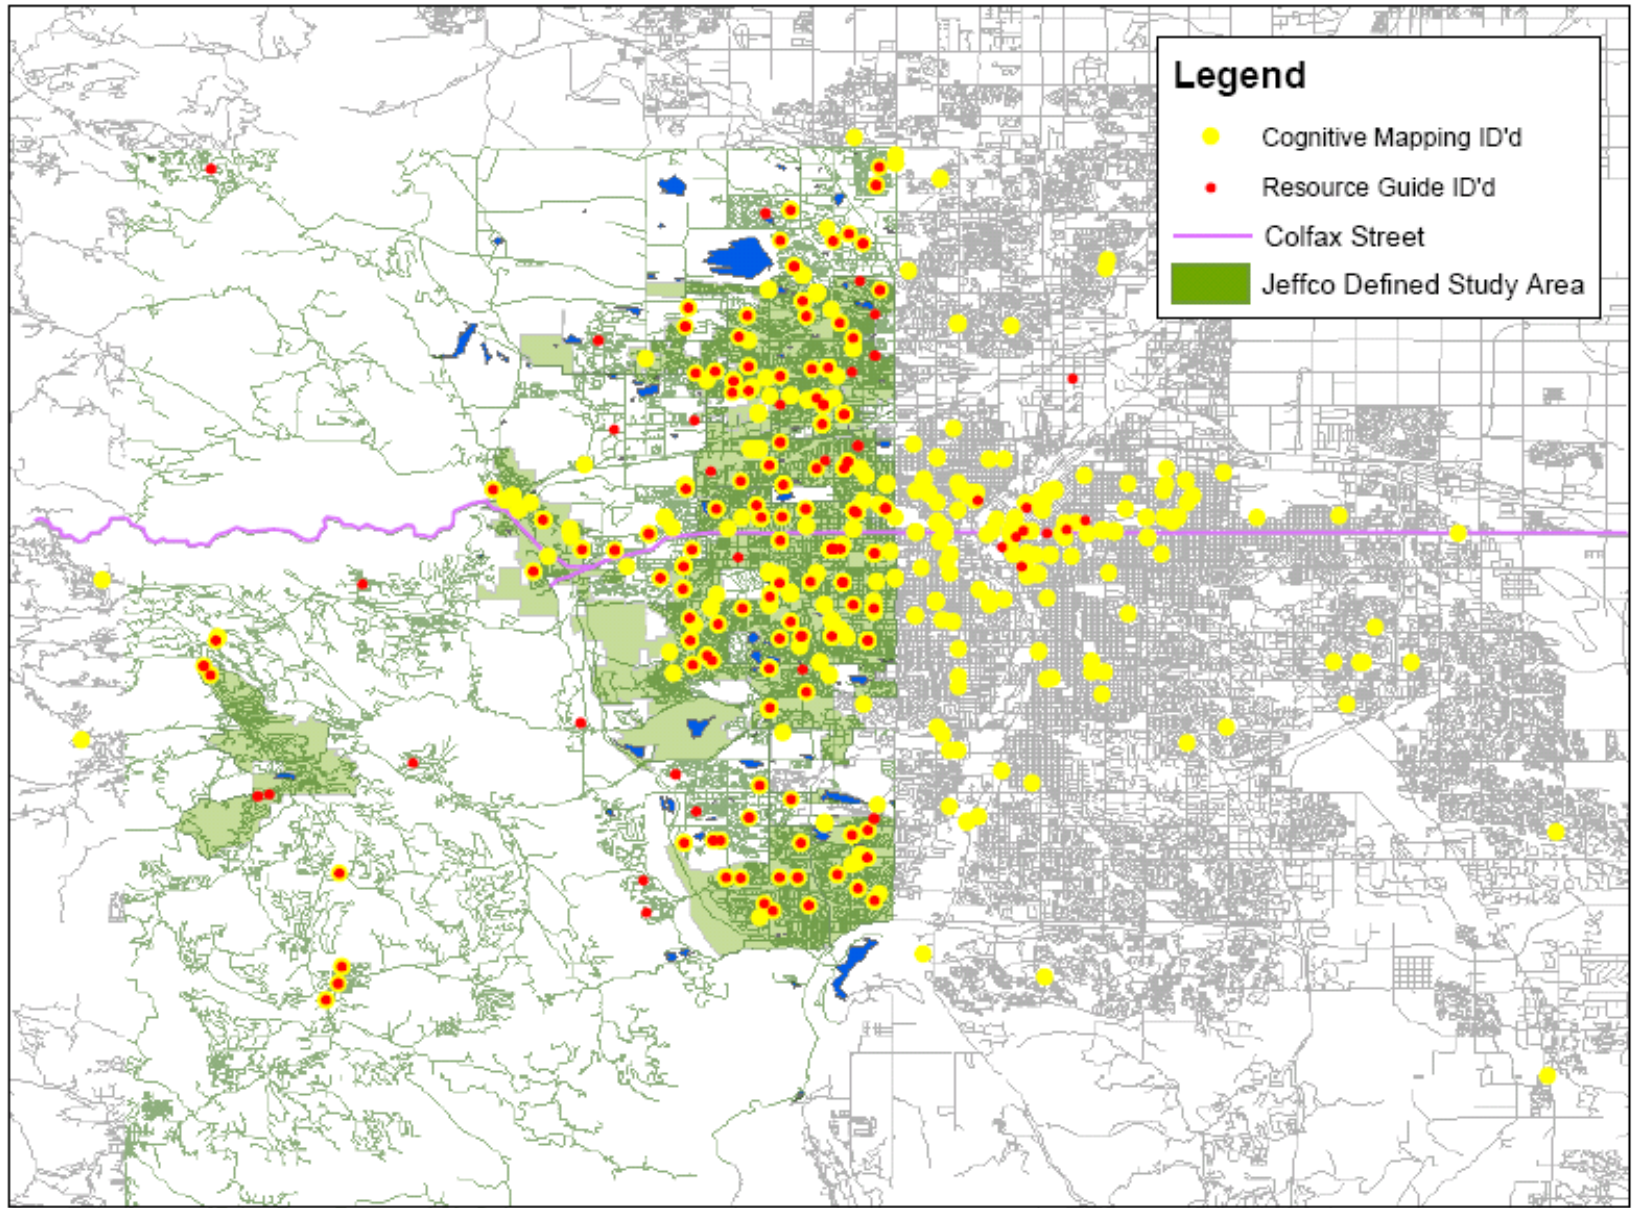 Legend
Cognitive Mapping ID'd
Resource Guide ID'd
Colfax Street
Jeffco Defined Study Area